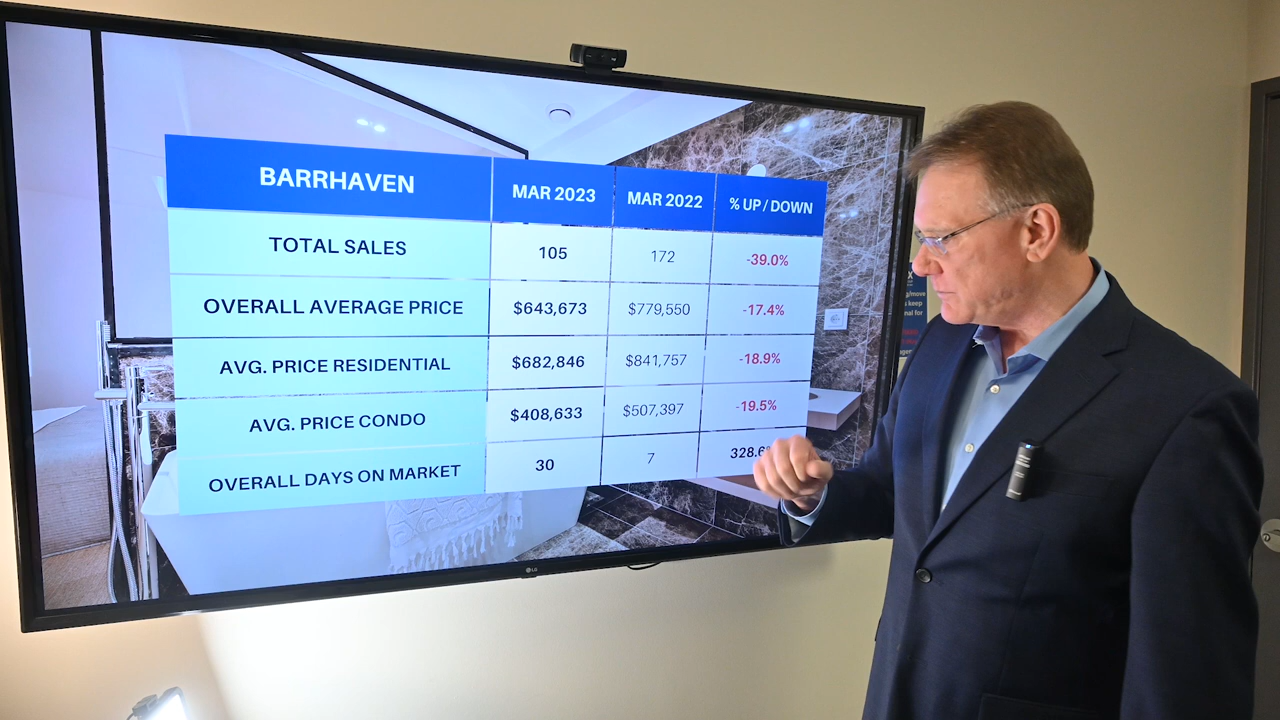 BARRHAVEN MAR 2023 MAR 2022 % UP / DOWN
TOTAL SALES 105 172 -39.0%
OVERALL AVERAGE PRICE $643,673 $779,550 -17.4%
AVG. PRICE RESIDENTIAL $682,846 $841,757 -18.9%
AVG. PRICE CONDO $408,633 $507,397 -19.5%
OVERALL DAYS ON MARKET 30 7 328.6
LG